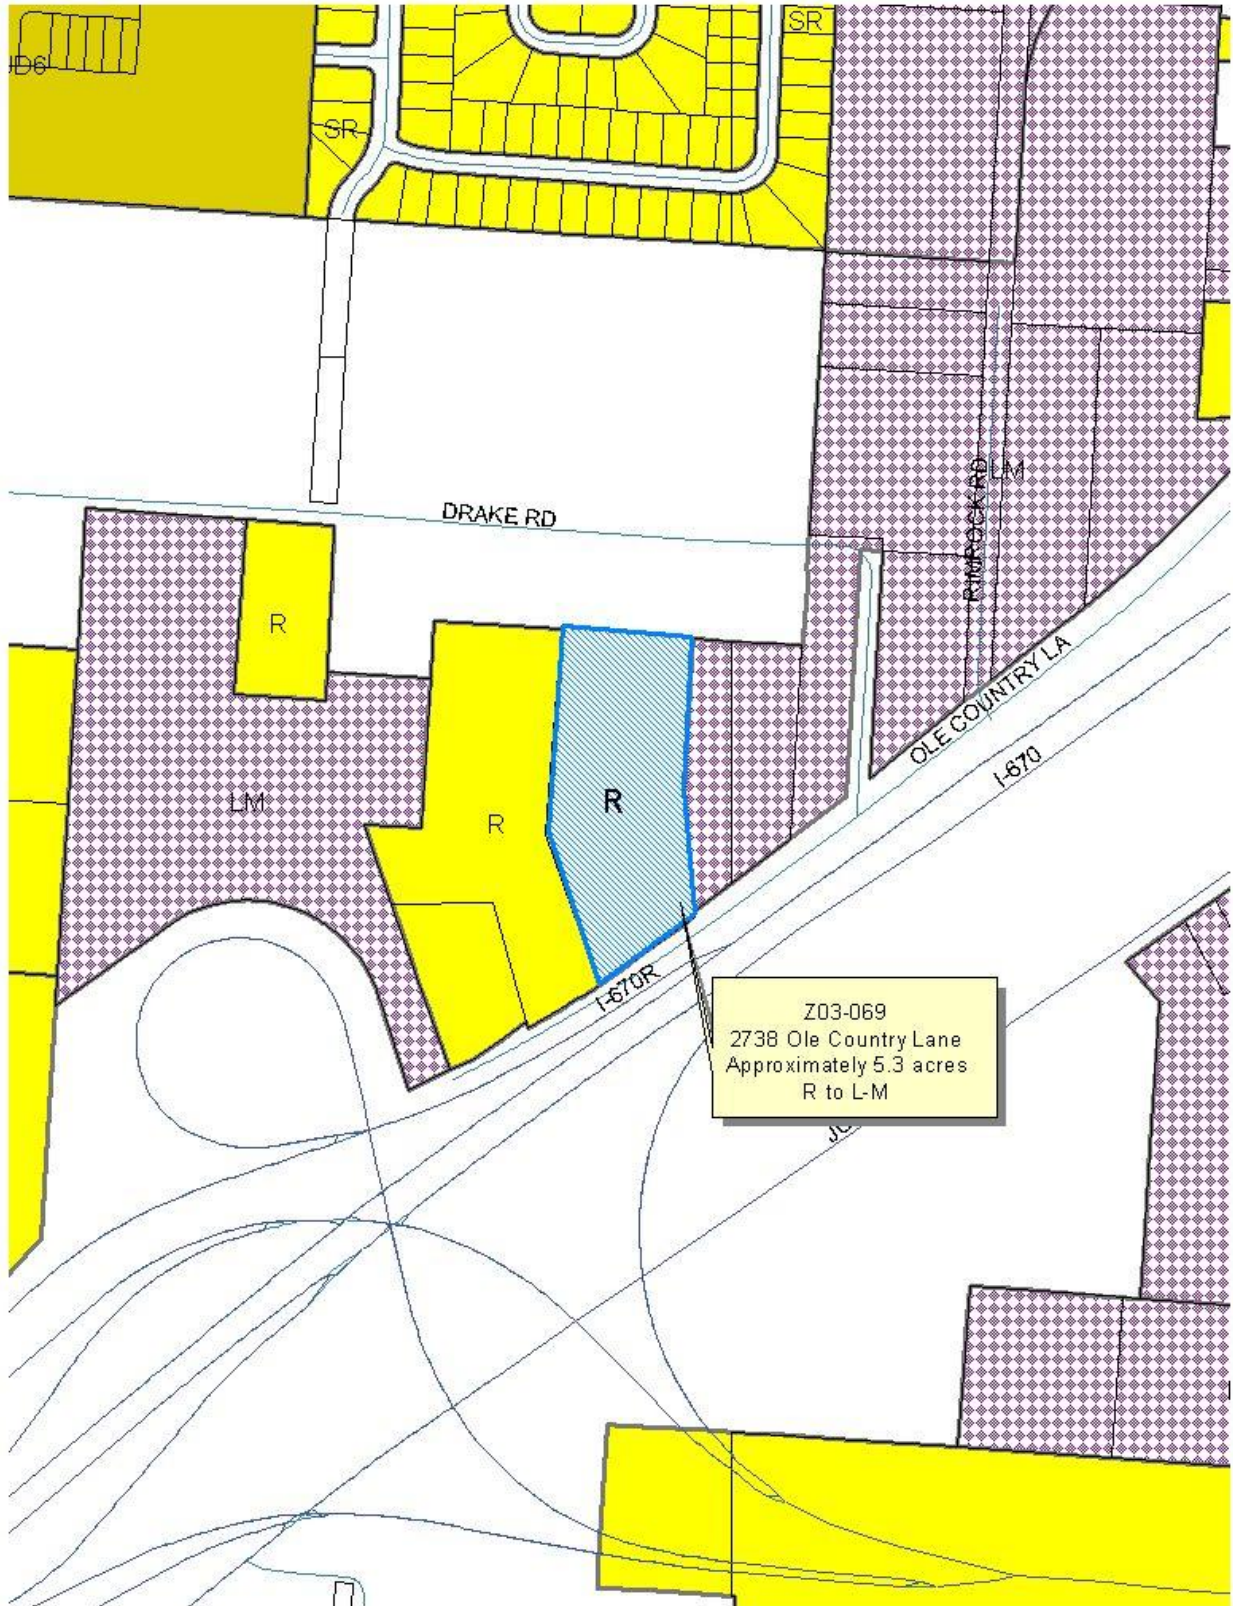 SR
UD6
SR
LM
DRAKE RD
RIMROCK RD
R
OLE COUNTRY LA
I-670
LM
R
R
I-670R
Z03-069
2738 Ole Country Lane
Approximately 5.3 acres
R to L-M